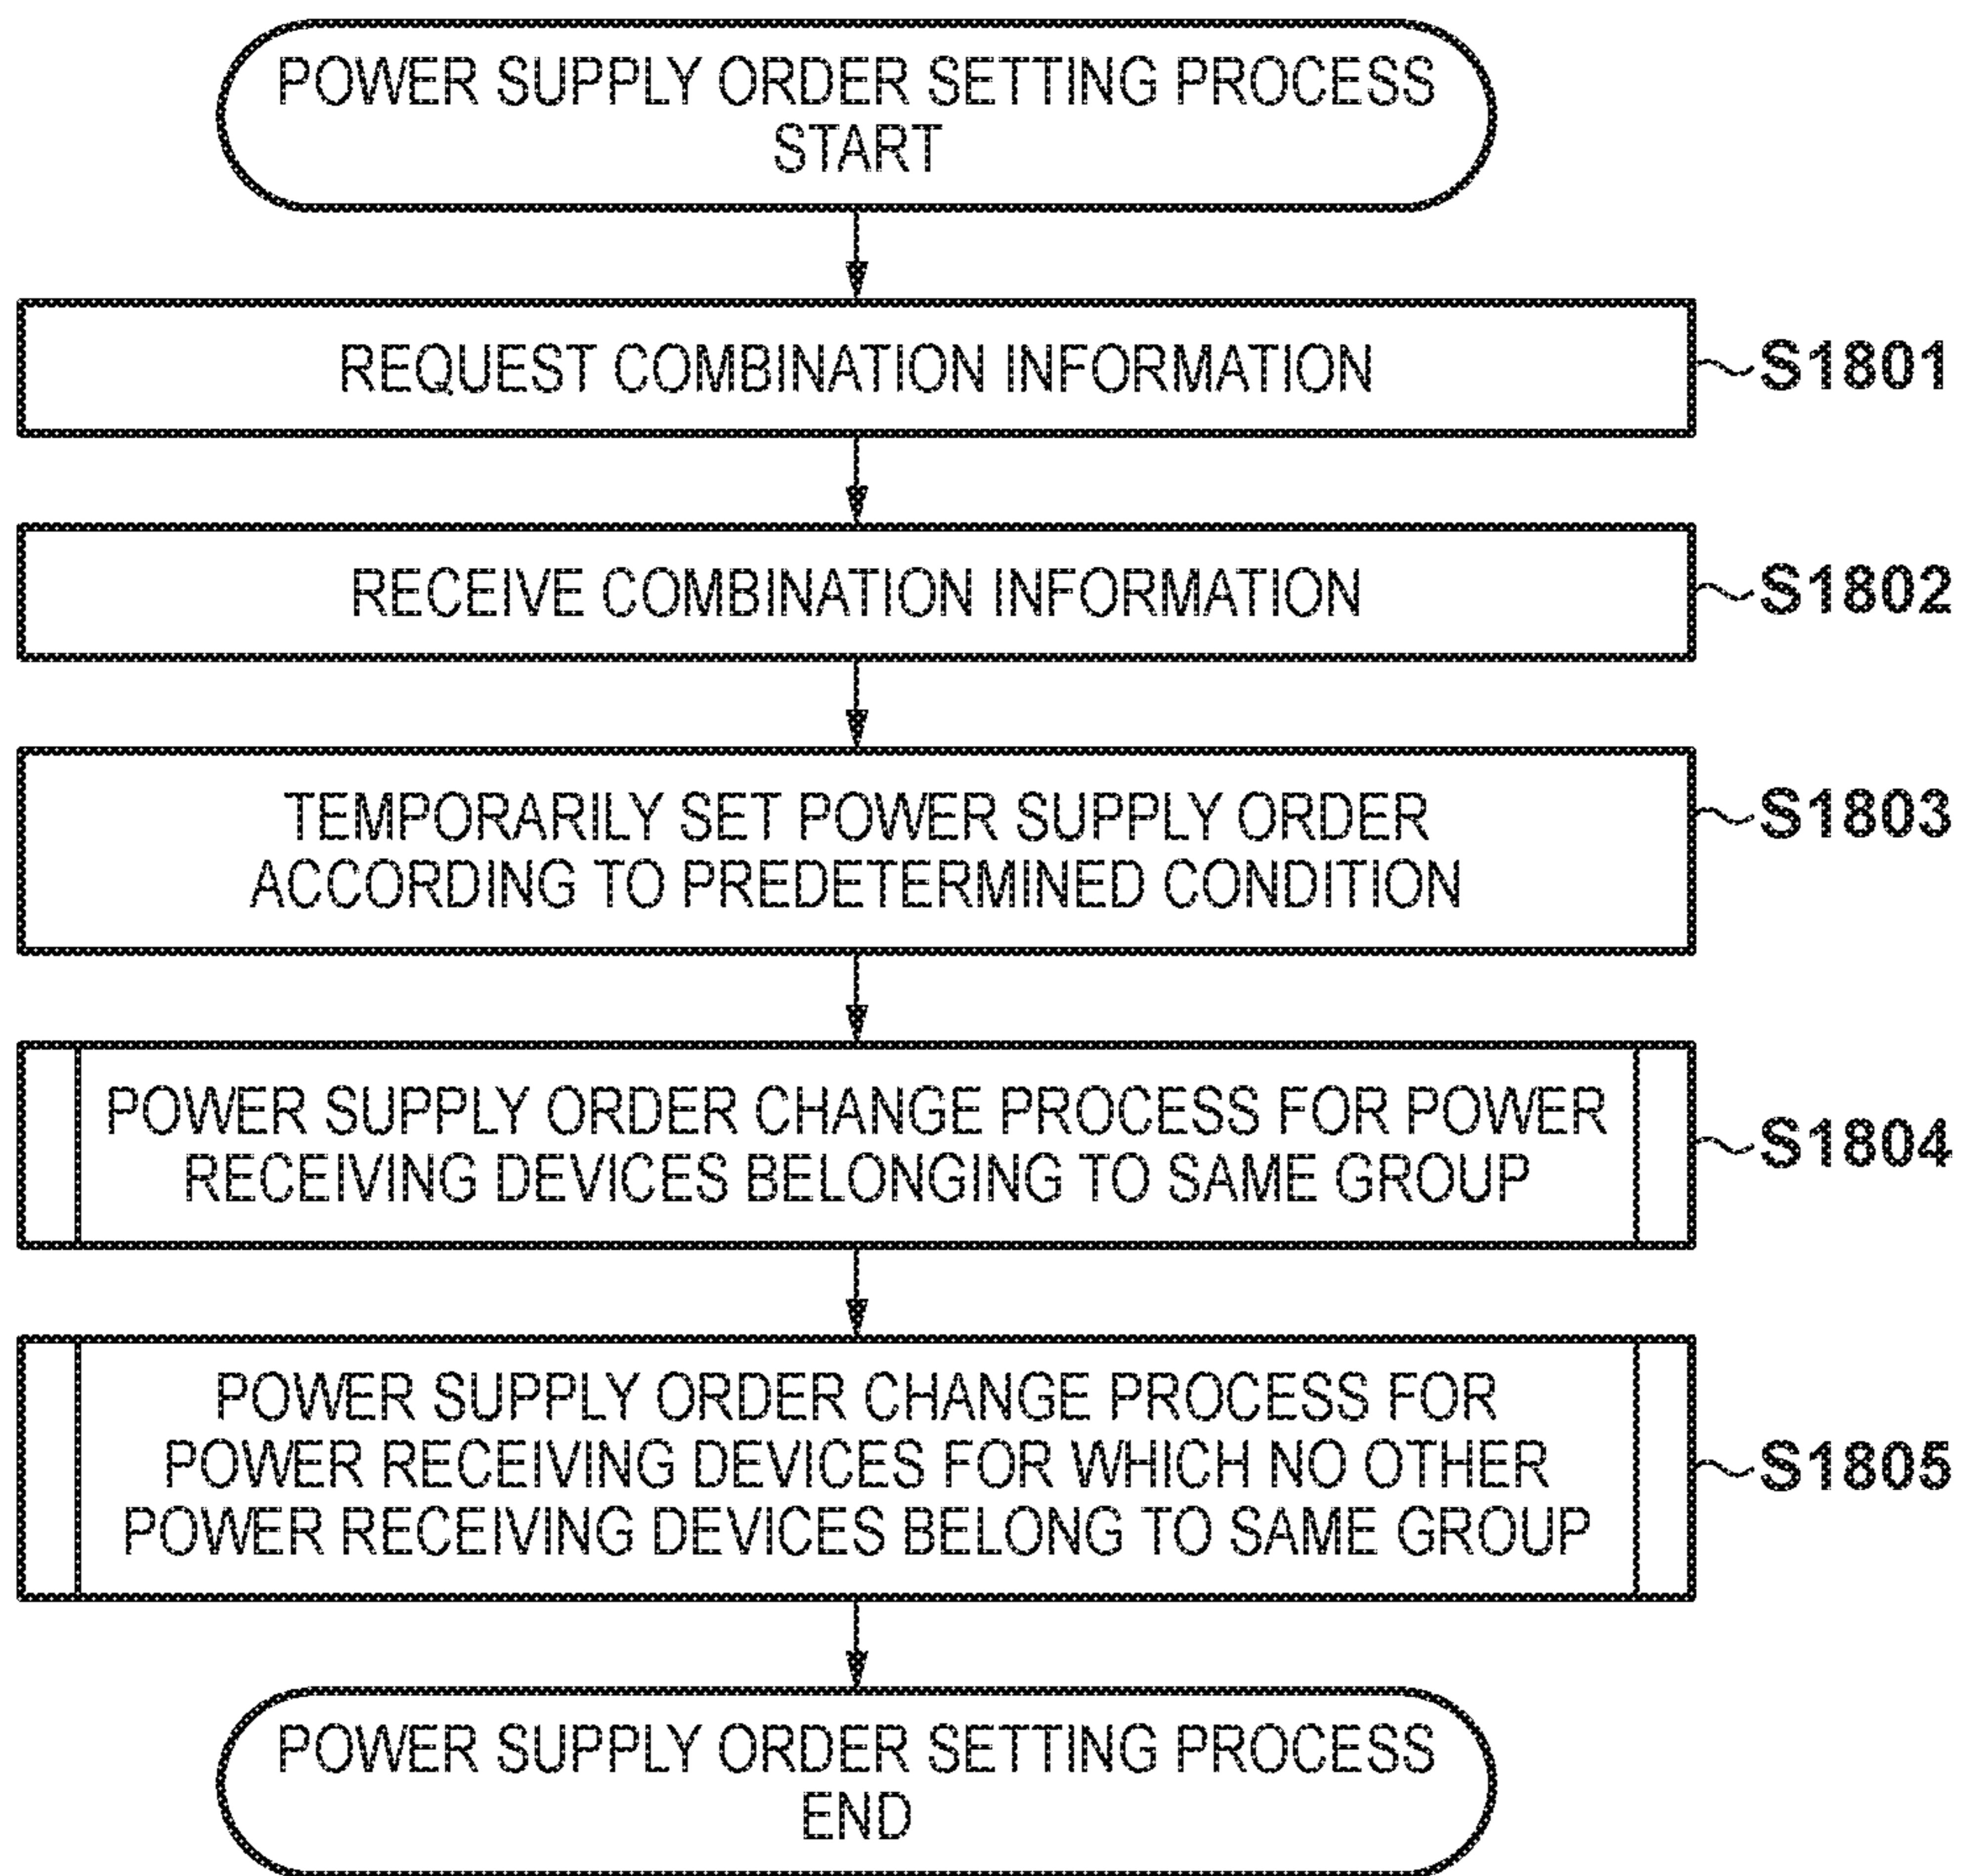 POWER SUPPLY ORDER SETTING PROCESS
START
REQUEST COMBINATION INFORMATION
S1801
RECEIVE COMBINATION INFORMATION
S1802
TEMPORARILY SET POWER SUPPLY ORDER
ACCORDING TO PREDETERMINED CONDITION
S1803
POWER SUPPLY ORDER CHANGE PROCESS FOR POWER
RECEIVING DEVICES BELONGING TO SAME GROUP
S1804
POWER SUPPLY ORDER CHANGE PROCESS FOR
POWER RECEIVING DEVICES FOR WHICH NO OTHER
POWER RECEIVING DEVICES BELONG TO SAME GROUP
S1805
POWER SUPPLY ORDER SETTING PROCESS
END